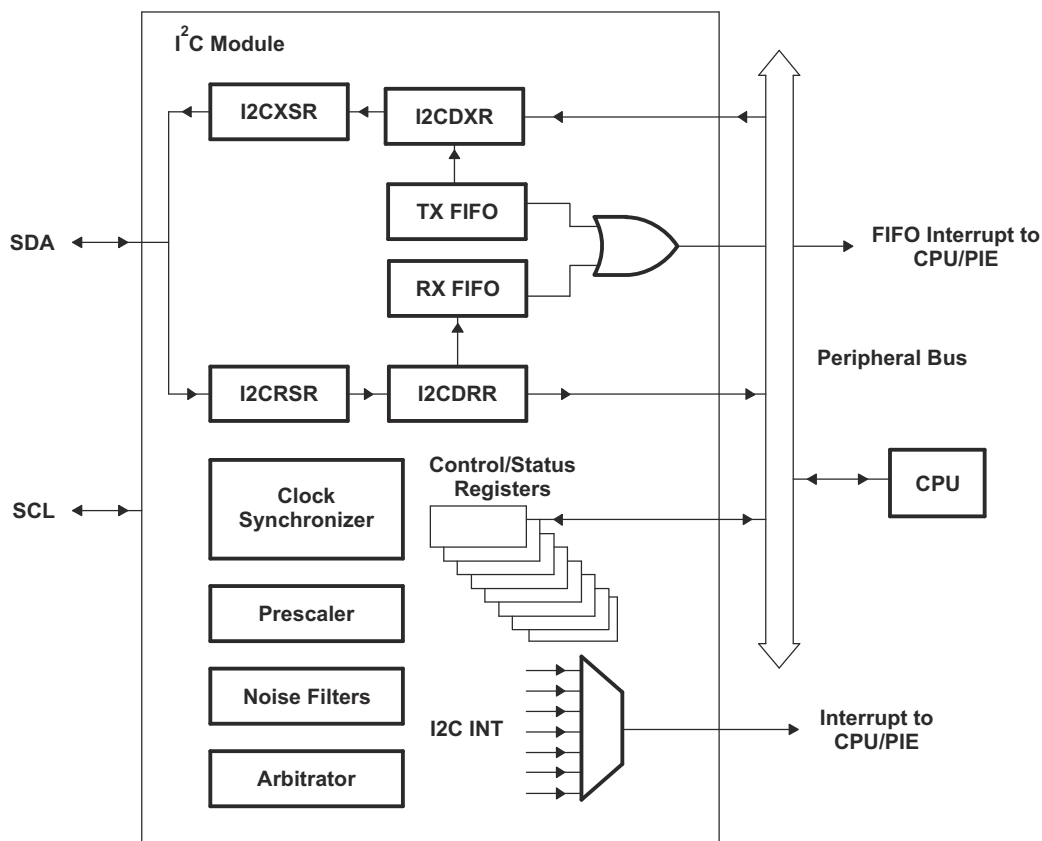 I2C Module
I2CXSR
I2CDXR
TX FIFO
SDA
FIFO Interrupt to
CPU/PIE
RX FIFO
Peripheral Bus
I2CRSR
I2CDRR
Control/Status
Registers
CPU
Clock
Synchronizer
SCL
Prescaler
Noise Filters
I2C INT
Interrupt to
CPU/PIE
Arbitrator